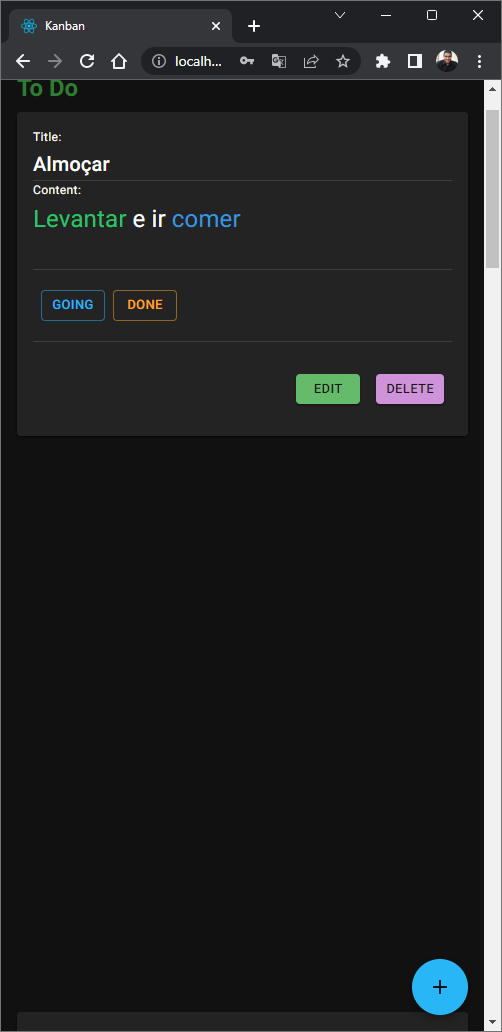 Kanban
localh...
To Do
Title:
Almoçar
Content:
Levantar e ir comer
GOING DONE
EDIT DELETE